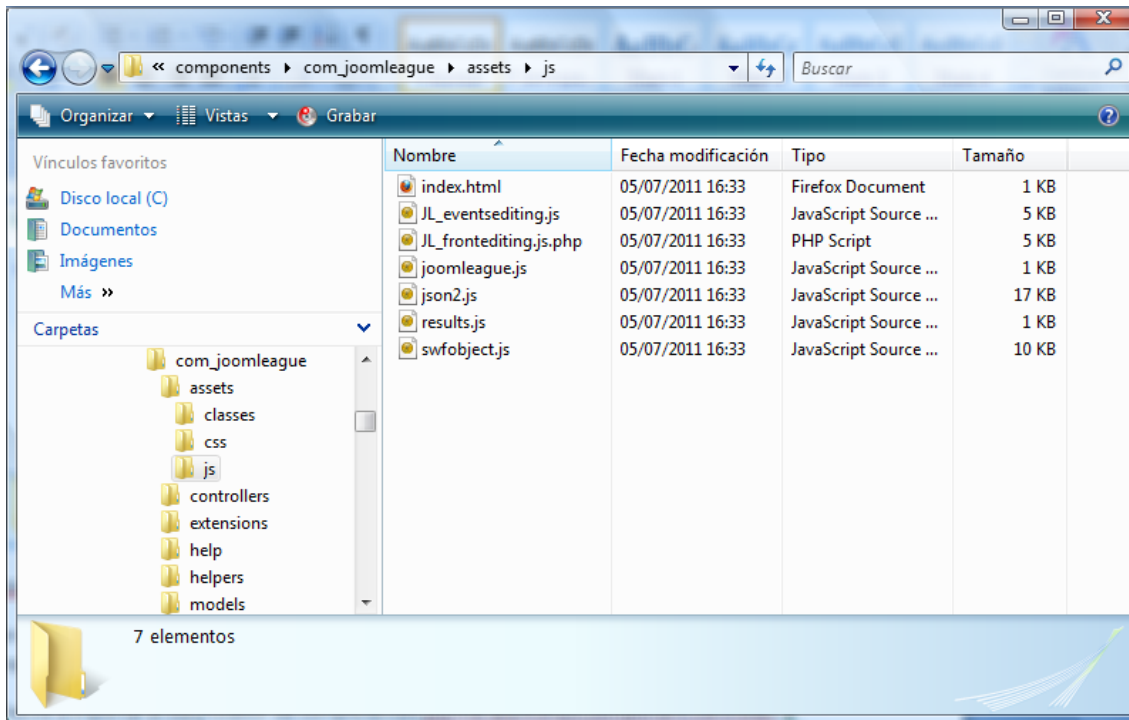 « components ▸ com_joomleague ▸ assets ▸ js Buscar
Organizar Vistas Grabar
Vínculos favoritos
Disco local (C)
Documentos
Imágenes
Más »
Carpetas
com_joomleague
assets
classes
css
js
controllers
extensions
help
helpers
models
Nombre Fecha modificación Tipo Tamaño
index.html 05/07/2011 16:33 Firefox Document 1 KB
JL_eventsediting.js 05/07/2011 16:33 JavaScript Source ... 5 KB
JL_frontediting.js.php 05/07/2011 16:33 PHP Script 5 KB
joomleague.js 05/07/2011 16:33 JavaScript Source ... 1 KB
json2.js 05/07/2011 16:33 JavaScript Source ... 17 KB
results.js 05/07/2011 16:33 JavaScript Source ... 1 KB
swfobject.js 05/07/2011 16:33 JavaScript Source ... 10 KB
7 elementos